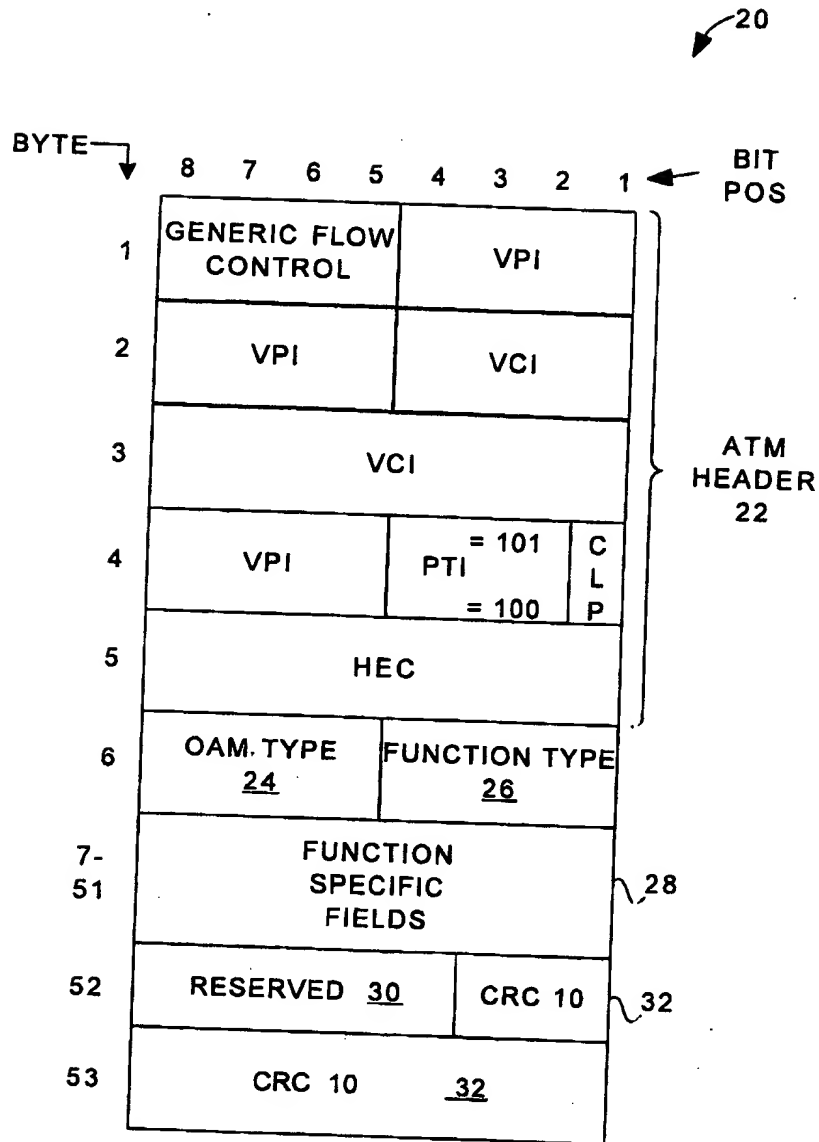 20
BYTE
8 7 6 5 4 3 2 1
BIT
POS
1
GENERIC FLOW
CONTROL
VPI
2
VPI
VCI
3
VCI
ATM
HEADER
22
4
VPI
PTI
= 101
= 100
C
L
P
5
HEC
6
OAM. TYPE
24
FUNCTION TYPE
26
7-
51
FUNCTION
SPECIFIC
FIELDS
28
52
RESERVED 30
CRC 10
32
53
CRC 10 32